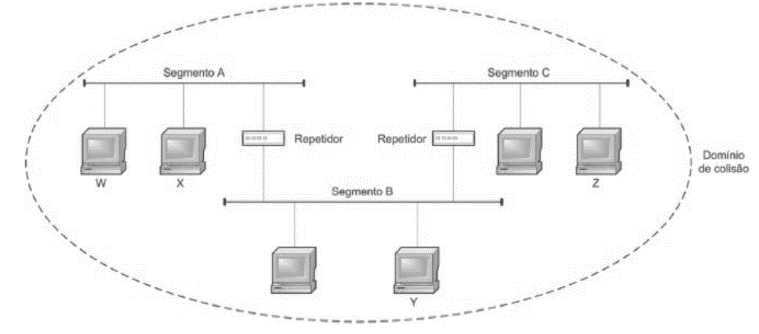 Segmento A
Segmento C
Repetidor
Repetidor
W
X
Z
Domínio
de colisão
Segmento B
Y